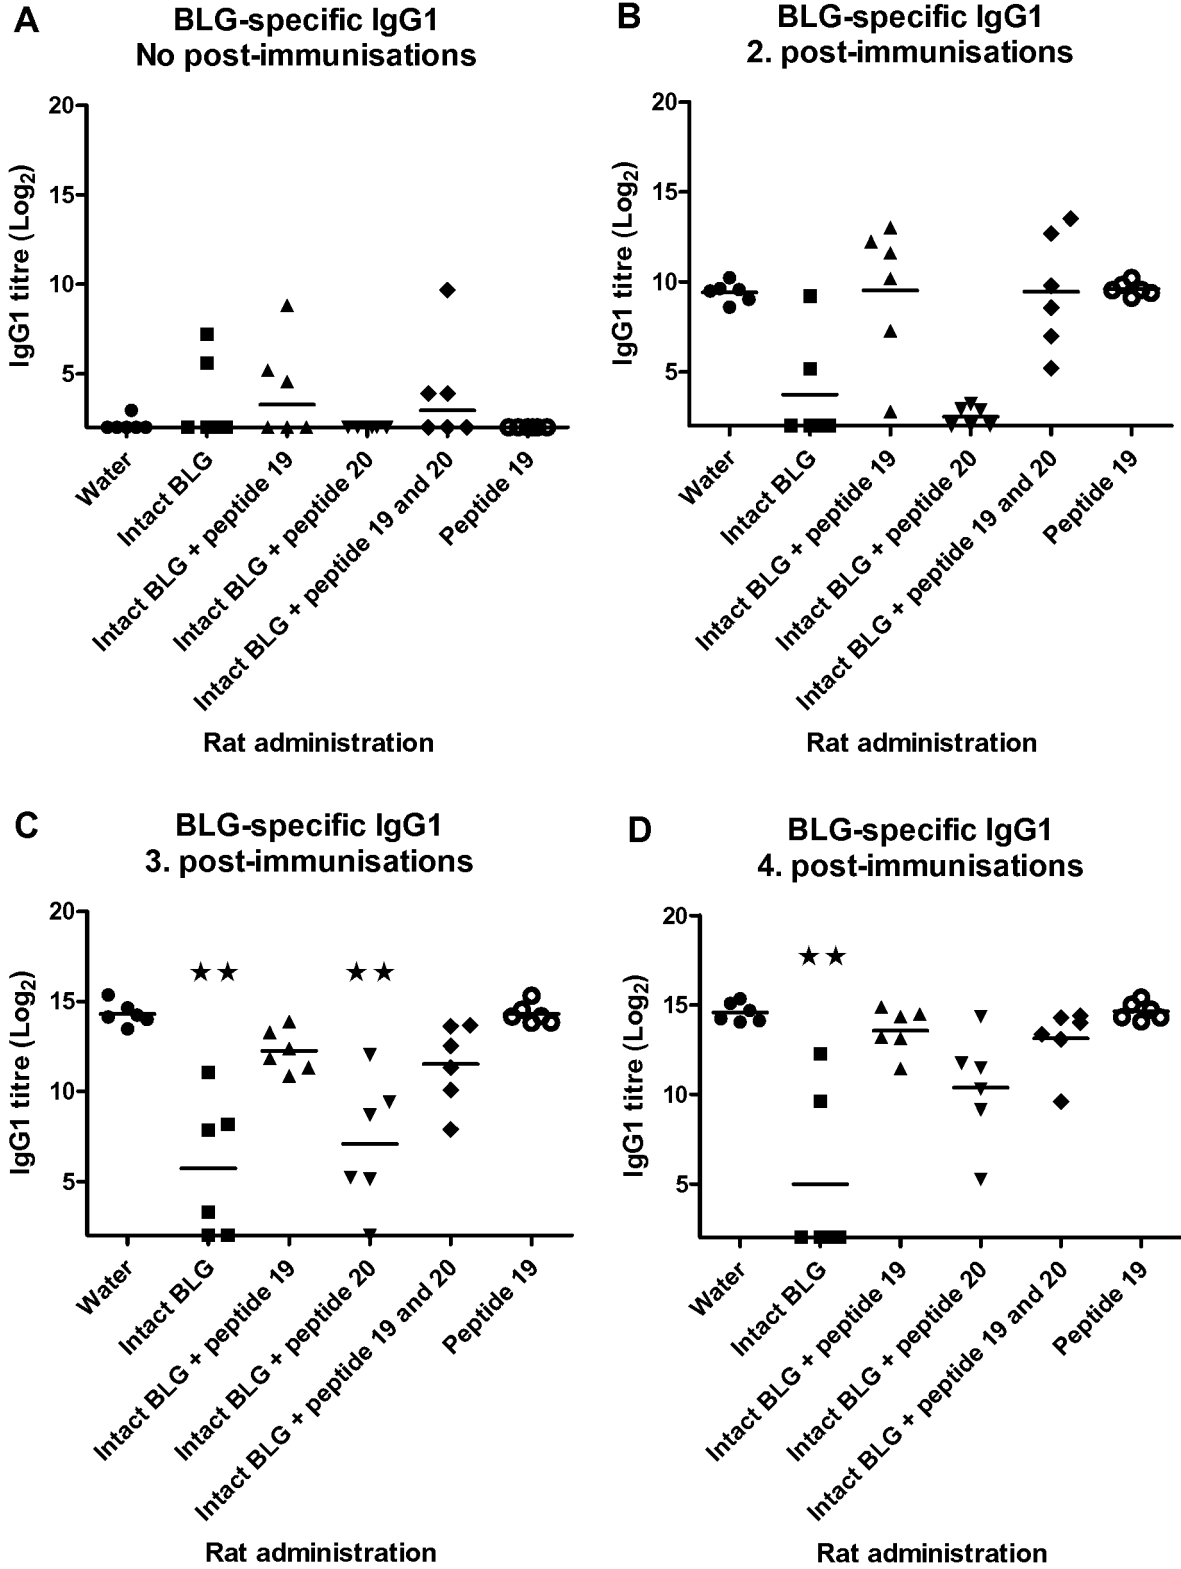 A
BLG-specific IgG1
No post-immunisations
20
15
10
5
IgG1 titre (Log2)
Water
Intact BLG
Intact BLG + peptide 19
Intact BLG + peptide 20
Intact BLG + peptide 19 and 20
Peptide 19
Rat administration
B
BLG-specific IgG1
2. post-immunisations
20
15
10
5
IgG1 titre (Log2)
Water
Intact BLG
Intact BLG + peptide 19
Intact BLG + peptide 20
Intact BLG + peptide 19 and 20
Peptide 19
Rat administration
C
BLG-specific IgG1
3. post-immunisations
20
15
10
5
IgG1 titre (Log2)
Water
Intact BLG
Intact BLG + peptide 19
Intact BLG + peptide 20
Intact BLG + peptide 19 and 20
Peptide 19
Rat administration
D
BLG-specific IgG1
4. post-immunisations
20
15
10
5
IgG1 titre (Log2)
Water
Intact BLG
Intact BLG + peptide 19
Intact BLG + peptide 20
Intact BLG + peptide 19 and 20
Peptide 19
Rat administration